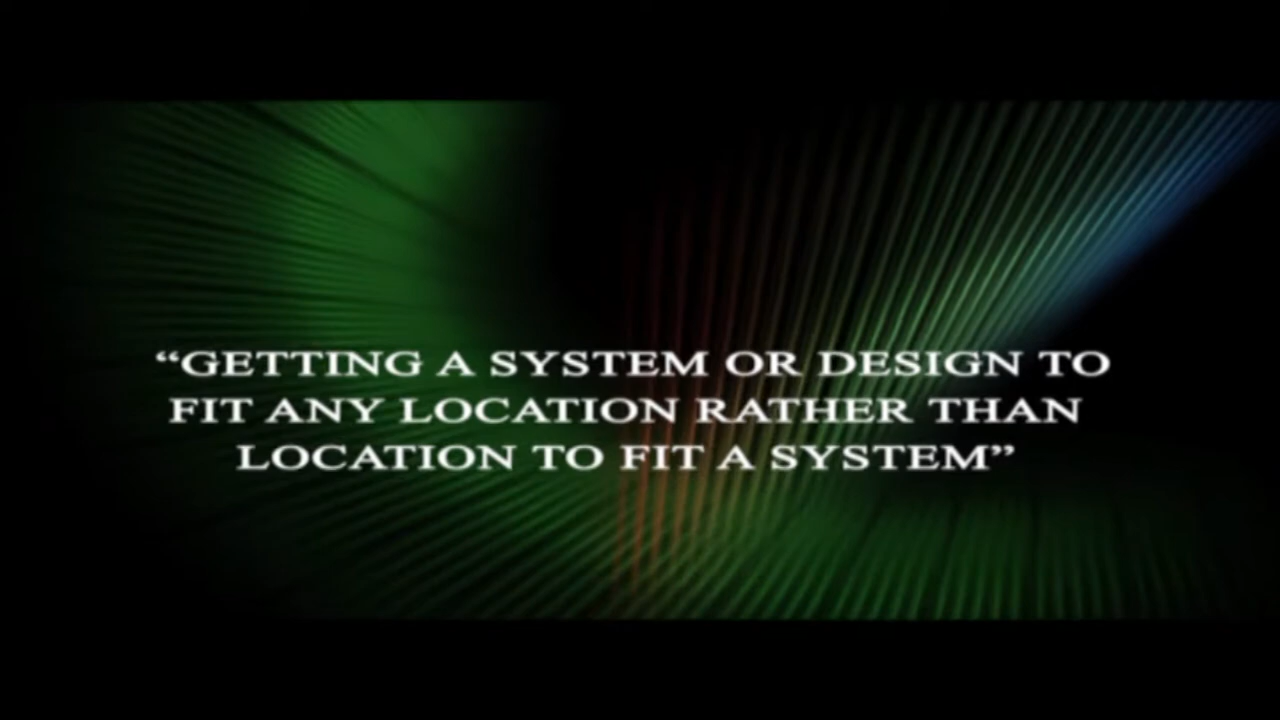 “GETTING A SYSTEM OR DESIGN TO
FIT ANY LOCATION RATHER THAN
LOCATION TO FIT A SYSTEM”